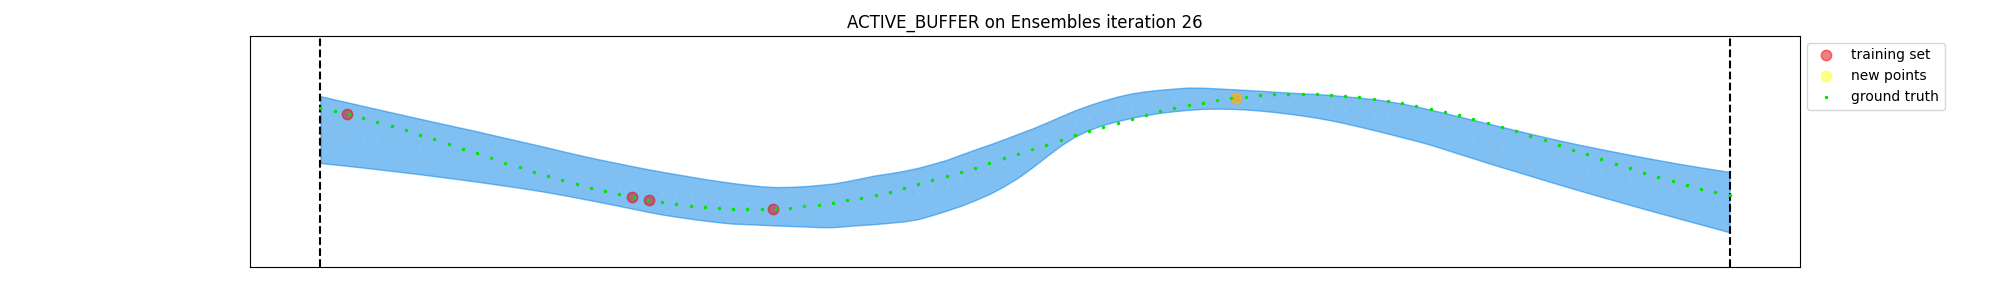 ACTIVE_BUFFER on Ensembles iteration 26
training set
new points
ground truth